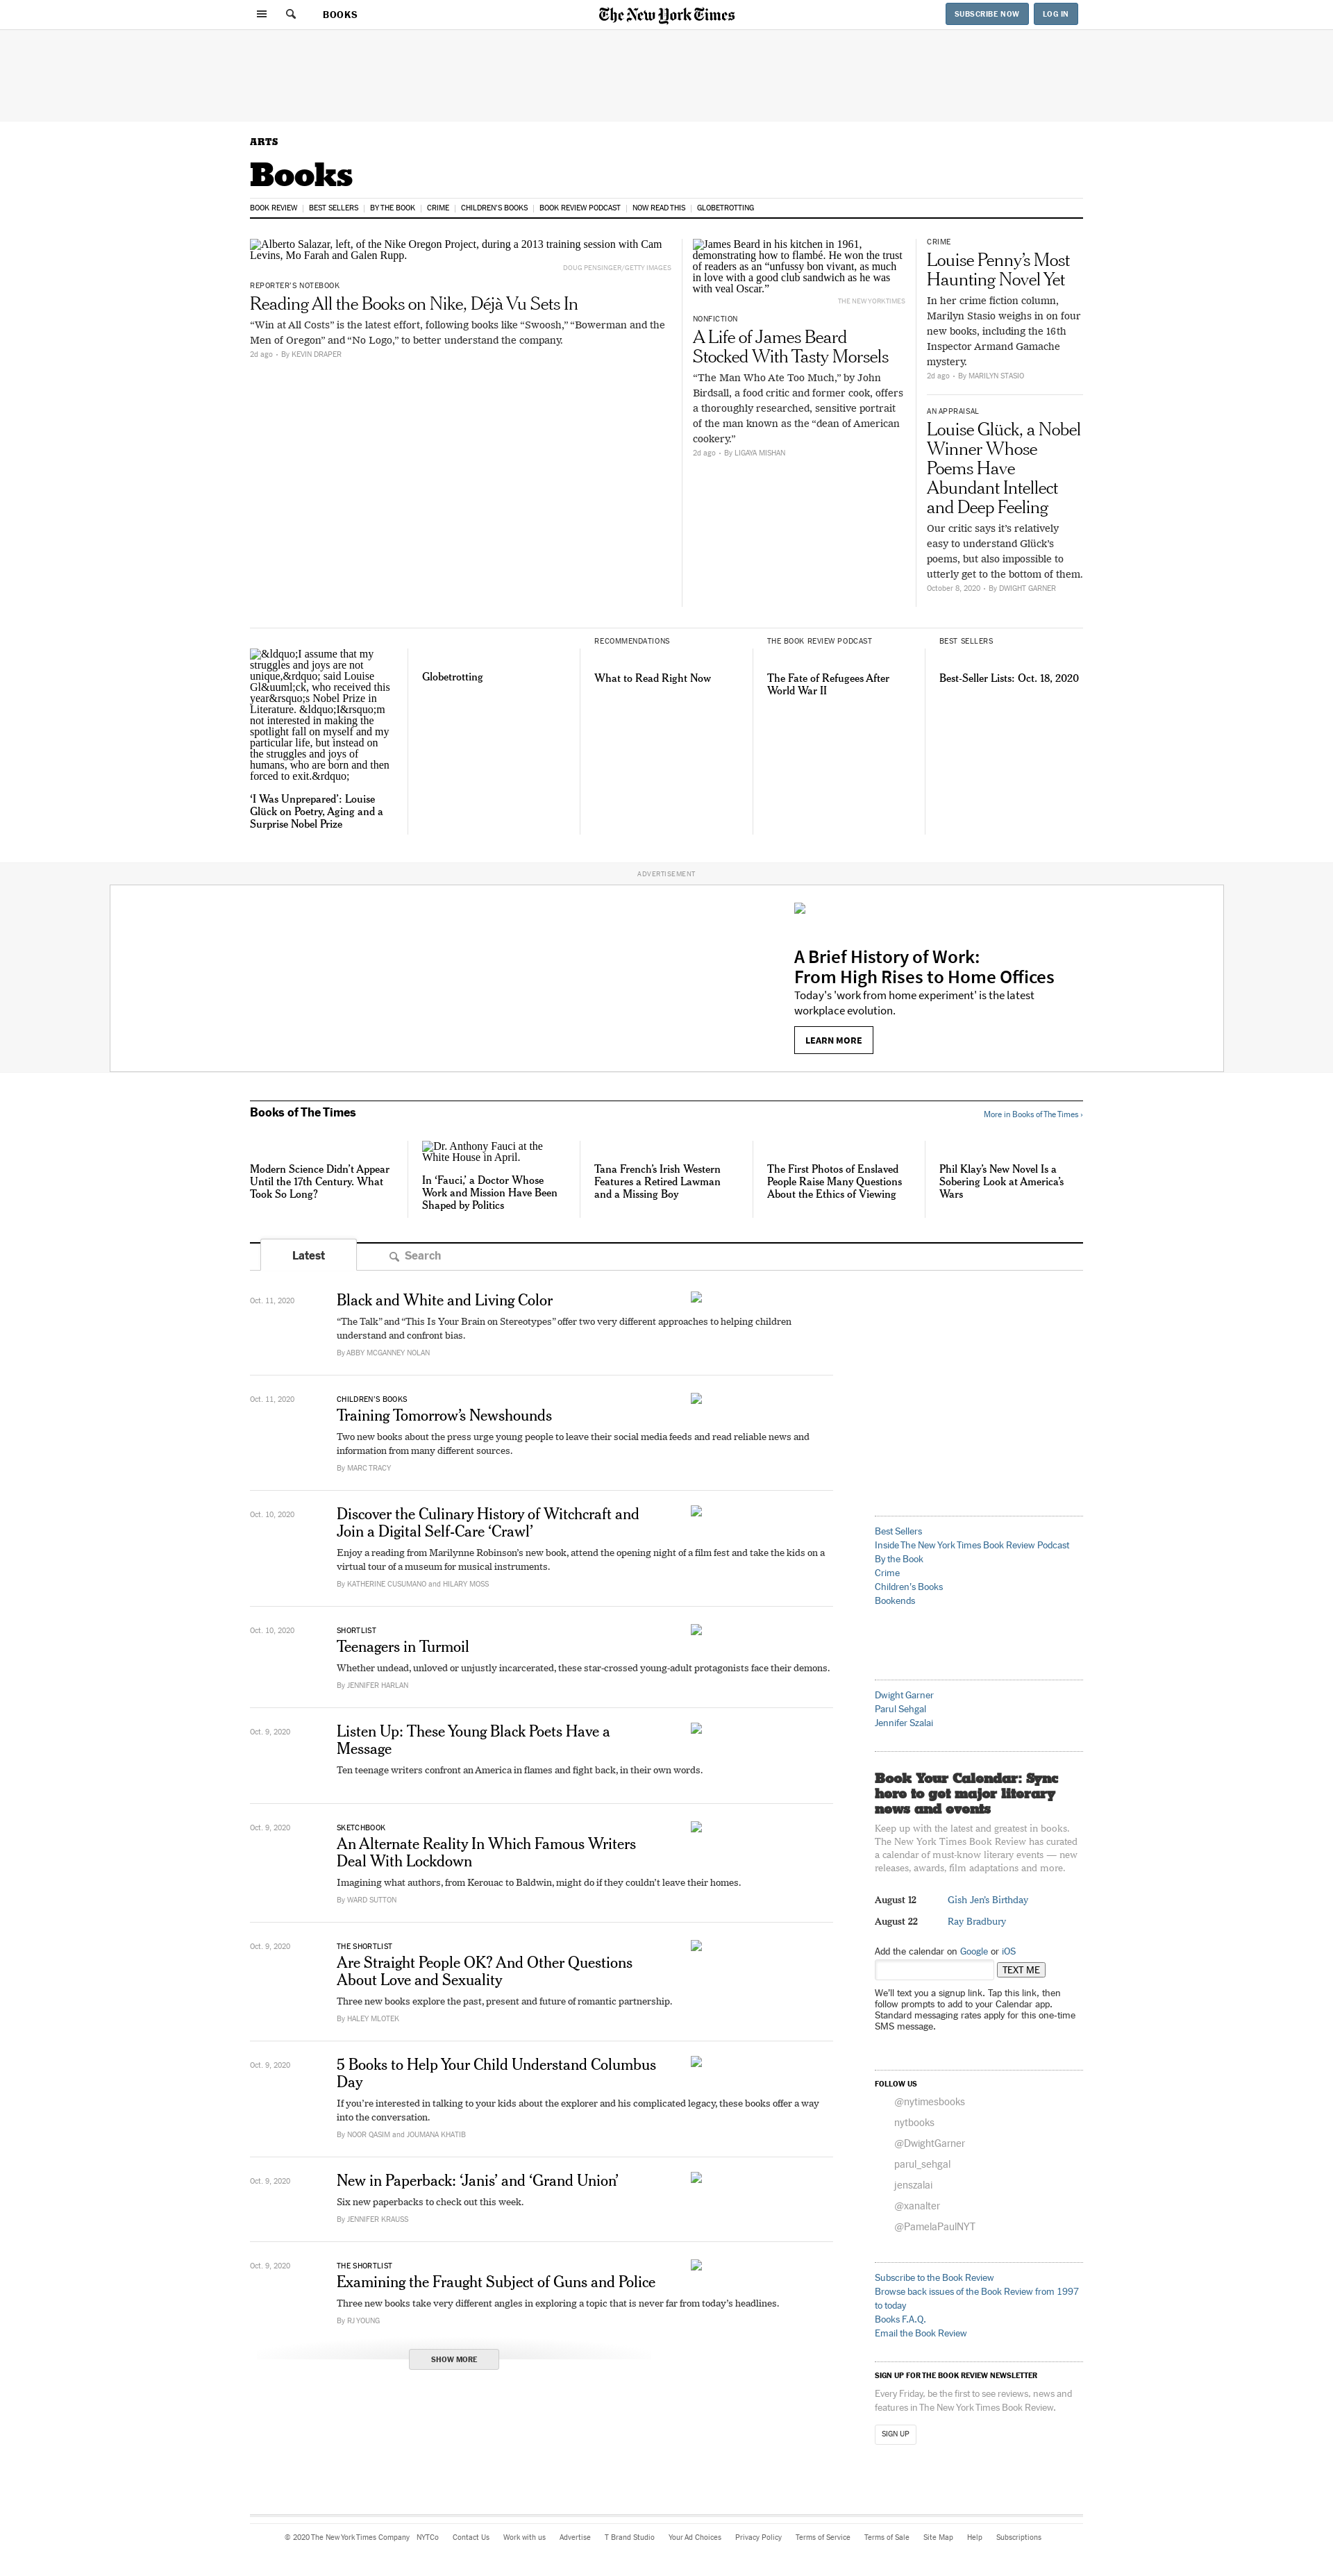 BOOKS
The New York Times
SUBSCRIBE NOW
LOG IN
ARTS
Books
BOOK REVIEW
BEST SELLERS
BY THE BOOK
CRIME
CHILDREN'S BOOKS
BOOK REVIEW PODCAST
NOW READ THIS
GLOBETROTTING
Alberto Salazar, left, of the Nike Oregon Project, during a 2013 training session with Cam
Levins, Mo Farah and Galen Rupp.
DOUG PENSINGER/GETTY IMAGES
REPORTER'S NOTEBOOK
Reading All the Books on Nike, Déjà Vu Sets In
“Win at All Costs” is the latest effort, following books like “Swoosh,” “Bowerman and the
Men of Oregon” and “No Logo,” to better understand the company.
2d ago • By KEVIN DRAPER
James Beard in his kitchen in 1961,
demonstrating how to flambé. He won the trust
of readers as an “unfussy bon vivant, as much
in love with a good club sandwich as he was
with veal Oscar.”
THE NEW YORK TIMES
NONFICTION
A Life of James Beard
Stocked With Tasty Morsels
“The Man Who Ate Too Much,” by John
Birdsall, a food critic and former cook, offers
a thoroughly researched, sensitive portrait
of the man known as the “dean of American
cookery.”
2d ago • By LIGAYA MISHAN
CRIME
Louise Penny’s Most
Haunting Novel Yet
In her crime fiction column,
Marilyn Stasio weighs in on four
new books, including the 16th
Inspector Armand Gamache
mystery.
2d ago • By MARILYN STASIO
AN APPRAISAL
Louise Glück, a Nobel
Winner Whose
Poems Have
Abundant Intellect
and Deep Feeling
Our critic says it’s relatively
easy to understand Glück’s
poems, but also impossible to
utterly get to the bottom of them.
October 8, 2020 • By DWIGHT GARNER
&ldquo;I assume that my
struggles and joys are not
unique,&rdquo; said Louise
Gl&uuml;ck, who received this
year&rsquo;s Nobel Prize in
Literature. &ldquo;I&rsquo;m
not interested in making the
spotlight fall on myself and my
particular life, but instead on
the struggles and joys of
humans, who are born and then
forced to exit.&rdquo;
‘I Was Unprepared’: Louise
Glück on Poetry, Aging and a
Surprise Nobel Prize
Globetrotting
RECOMMENDATIONS
What to Read Right Now
THE BOOK REVIEW PODCAST
The Fate of Refugees After
World War II
BEST SELLERS
Best-Seller Lists: Oct. 18, 2020
ADVERTISEMENT
A Brief History of Work:
From High Rises to Home Offices
Today's 'work from home experiment' is the latest
workplace evolution.
LEARN MORE
Books of The Times
More in Books of The Times ›
Modern Science Didn’t Appear
Until the 17th Century. What
Took So Long?
Dr. Anthony Fauci at the
White House in April.
In ‘Fauci,’ a Doctor Whose
Work and Mission Have Been
Shaped by Politics
Tana French’s Irish Western
Features a Retired Lawman
and a Missing Boy
The First Photos of Enslaved
People Raise Many Questions
About the Ethics of Viewing
Phil Klay’s New Novel Is a
Sobering Look at America’s
Wars
Latest
Search
Oct. 11, 2020
Black and White and Living Color
“The Talk” and “This Is Your Brain on Stereotypes” offer two very different approaches to helping children
understand and confront bias.
By ABBY MCGANNEY NOLAN
Oct. 11, 2020
CHILDREN’S BOOKS
Training Tomorrow’s Newshounds
Two new books about the press urge young people to leave their social media feeds and read reliable news and
information from many different sources.
By MARC TRACY
Oct. 10, 2020
Discover the Culinary History of Witchcraft and
Join a Digital Self-Care ‘Crawl’
Enjoy a reading from Marilynne Robinson’s new book, attend the opening night of a film fest and take the kids on a
virtual tour of a museum for musical instruments.
By KATHERINE CUSUMANO and HILARY MOSS
Oct. 10, 2020
SHORTLIST
Teenagers in Turmoil
Whether undead, unloved or unjustly incarcerated, these star-crossed young-adult protagonists face their demons.
By JENNIFER HARLAN
Oct. 9, 2020
Listen Up: These Young Black Poets Have a
Message
Ten teenage writers confront an America in flames and fight back, in their own words.
Oct. 9, 2020
SKETCHBOOK
An Alternate Reality In Which Famous Writers
Deal With Lockdown
Imagining what authors, from Kerouac to Baldwin, might do if they couldn’t leave their homes.
By WARD SUTTON
Oct. 9, 2020
THE SHORTLIST
Are Straight People OK? And Other Questions
About Love and Sexuality
Three new books explore the past, present and future of romantic partnership.
By HALEY MLOTEK
Oct. 9, 2020
5 Books to Help Your Child Understand Columbus
Day
If you’re interested in talking to your kids about the explorer and his complicated legacy, these books offer a way
into the conversation.
By NOOR QASIM and JOUMANA KHATIB
Oct. 9, 2020
New in Paperback: ‘Janis’ and ‘Grand Union’
Six new paperbacks to check out this week.
By JENNIFER KRAUSS
Oct. 9, 2020
THE SHORTLIST
Examining the Fraught Subject of Guns and Police
Three new books take very different angles in exploring a topic that is never far from today’s headlines.
By RJ YOUNG
SHOW MORE
Best Sellers
Inside The New York Times Book Review Podcast
By the Book
Crime
Children's Books
Bookends
Dwight Garner
Parul Sehgal
Jennifer Szalai
Book Your Calendar: Sync
here to get major literary
news and events
Keep up with the latest and greatest in books.
The New York Times Book Review has curated
a calendar of must-know literary events — new
releases, awards, film adaptations and more.
August 12 Gish Jen's Birthday
August 22 Ray Bradbury
Add the calendar on Google or iOS
TEXT ME
We’ll text you a signup link. Tap this link, then
follow prompts to add to your Calendar app.
Standard messaging rates apply for this one-time
SMS message.
FOLLOW US
@nytimesbooks
nytbooks
@DwightGarner
parul_sehgal
jenszalai
@xanalter
@PamelaPaulNYT
Subscribe to the Book Review
Browse back issues of the Book Review from 1997
to today
Books F.A.Q.
Email the Book Review
SIGN UP FOR THE BOOK REVIEW NEWSLETTER
Every Friday, be the first to see reviews, news and
features in The New York Times Book Review.
SIGN UP
© 2020 The New York Times Company NYTCo Contact Us Work with us Advertise T Brand Studio Your Ad Choices Privacy Policy Terms of Service Terms of Sale Site Map Help Subscriptions